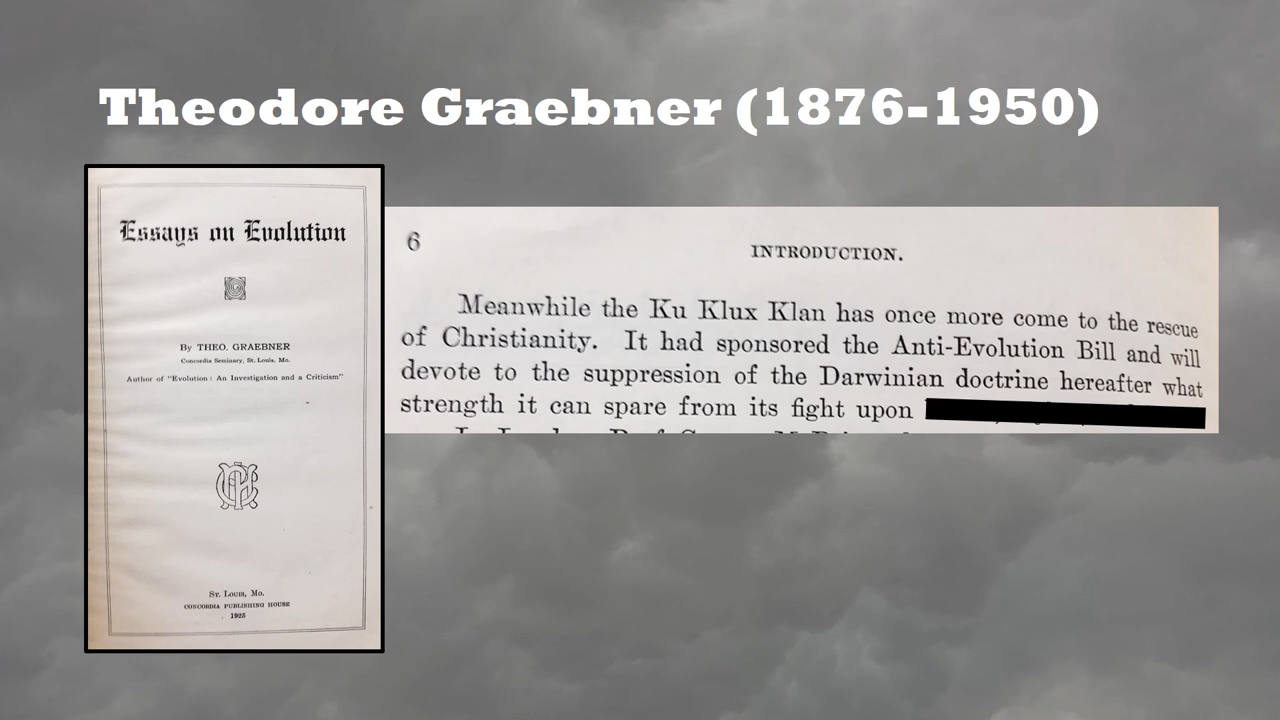 Theodore Graebner (1876-1950)
Essays on Evolution
By THEO. GRAEBNER
Concordia Seminary, St. Louis, Mo.
Author of "Evolution: An Investigation and a Criticism"
St. Louis, Mo.
CONCORDIA PUBLISHING HOUSE
1925
6 INTRODUCTION.
Meanwhile the Ku Klux Klan has once more come to the rescue
of Christianity. It had sponsored the Anti-Evolution Bill and will
devote to the suppression of the Darwinian doctrine hereafter what
strength it can spare from its fight upon